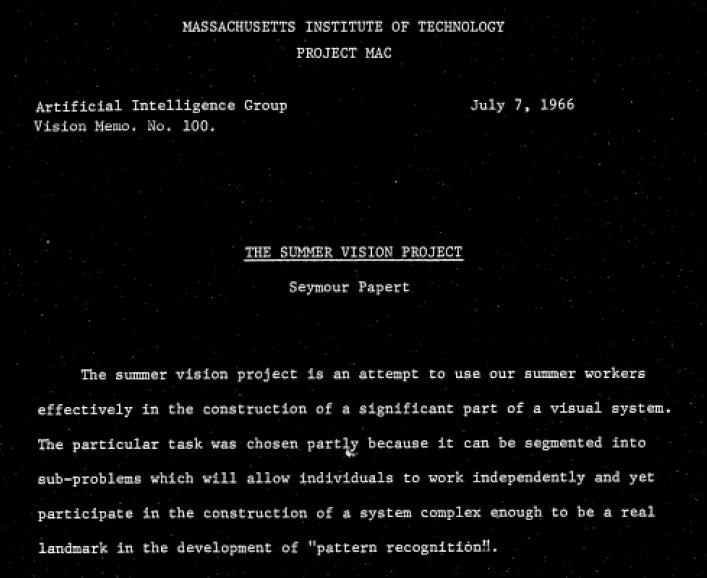 MASSACHUSETTS INSTITUTE OF TECHNOLOGY
PROJECT MAC
Artificial Intelligence Group July 7, 1966
Vision Memo. No. 100.
THE SUMMER VISION PROJECT
Seymour Papert
The summer vision project is an attempt to use our summer workers
effectively in the construction of a significant part of a visual system.
The particular task was chosen partly because it can be segmented into
sub-problems which will allow individuals to work independently and yet
participate in the construction of a system complex enough to be a real
landmark in the development of "pattern recognition".